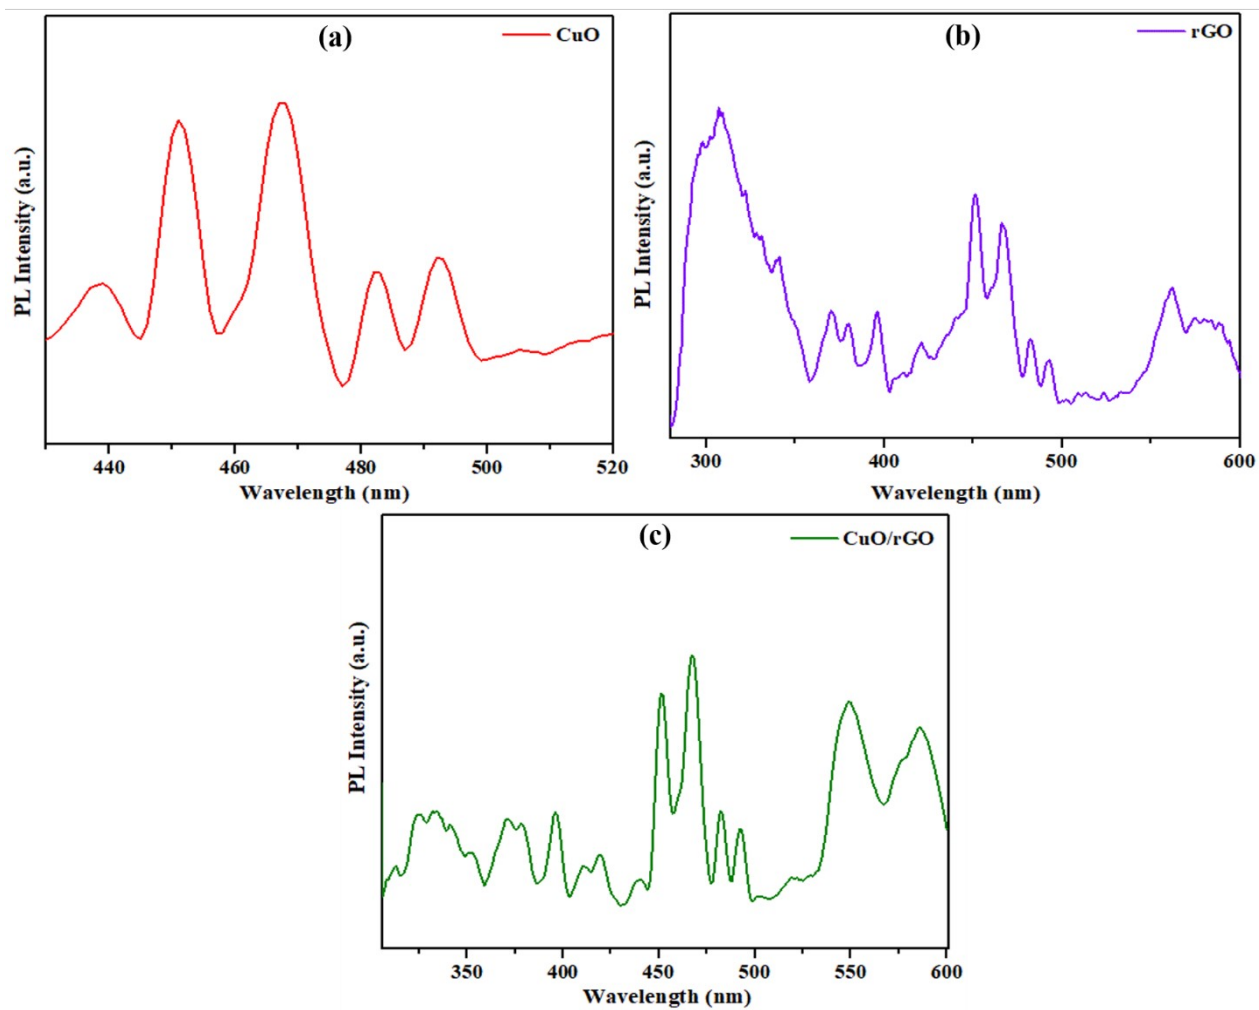 (a)
CuO
PL Intensity (a.u.)
440 460 480 500 520
Wavelength (nm)
(b)
rGO
PL Intensity (a.u.)
300 400 500 600
Wavelength (nm)
(c)
CuO/rGO
PL Intensity (a.u.)
350 400 450 500 550 600
Wavelength (nm)